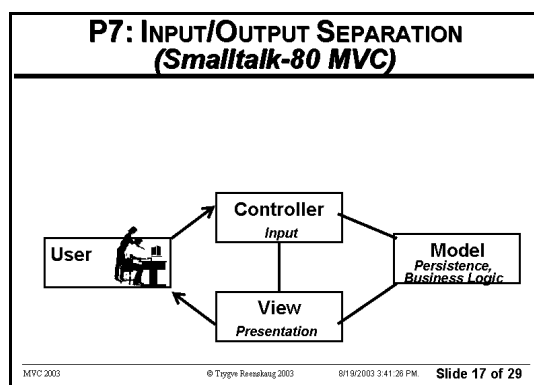 P7: INPUT/OUTPUT SEPARATION
(Smalltalk-80 MVC)
Controller
Input
User
Model
Persistence,
Business Logic
View
Presentation
MVC 2003
© Trygve Reenskaug 2003
8/19/2003 3:41:26 PM.
Slide 17 of 29